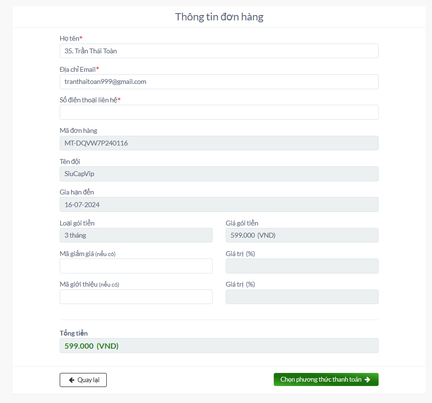 Thông tin đơn hàng
Họ tên*
35. Trần Thái Toàn
Địa chỉ Email*
tranthaitoan999@gmail.com
Số điện thoại liên hệ*
Mã đơn hàng
MT-DQVW7P240116
Tên đội
SiuCapVip
Gia hạn đến
16-07-2024
Loại gói tiền
Giá gói tiền
3 tháng
599.000 (VND)
Mã giảm giá (nếu có)
Giá trị (%)
Mã giới thiệu (nếu có)
Giá trị (%)
Tổng tiền
599.000 (VND)
Quay lại
Chọn phương thức thanh toán